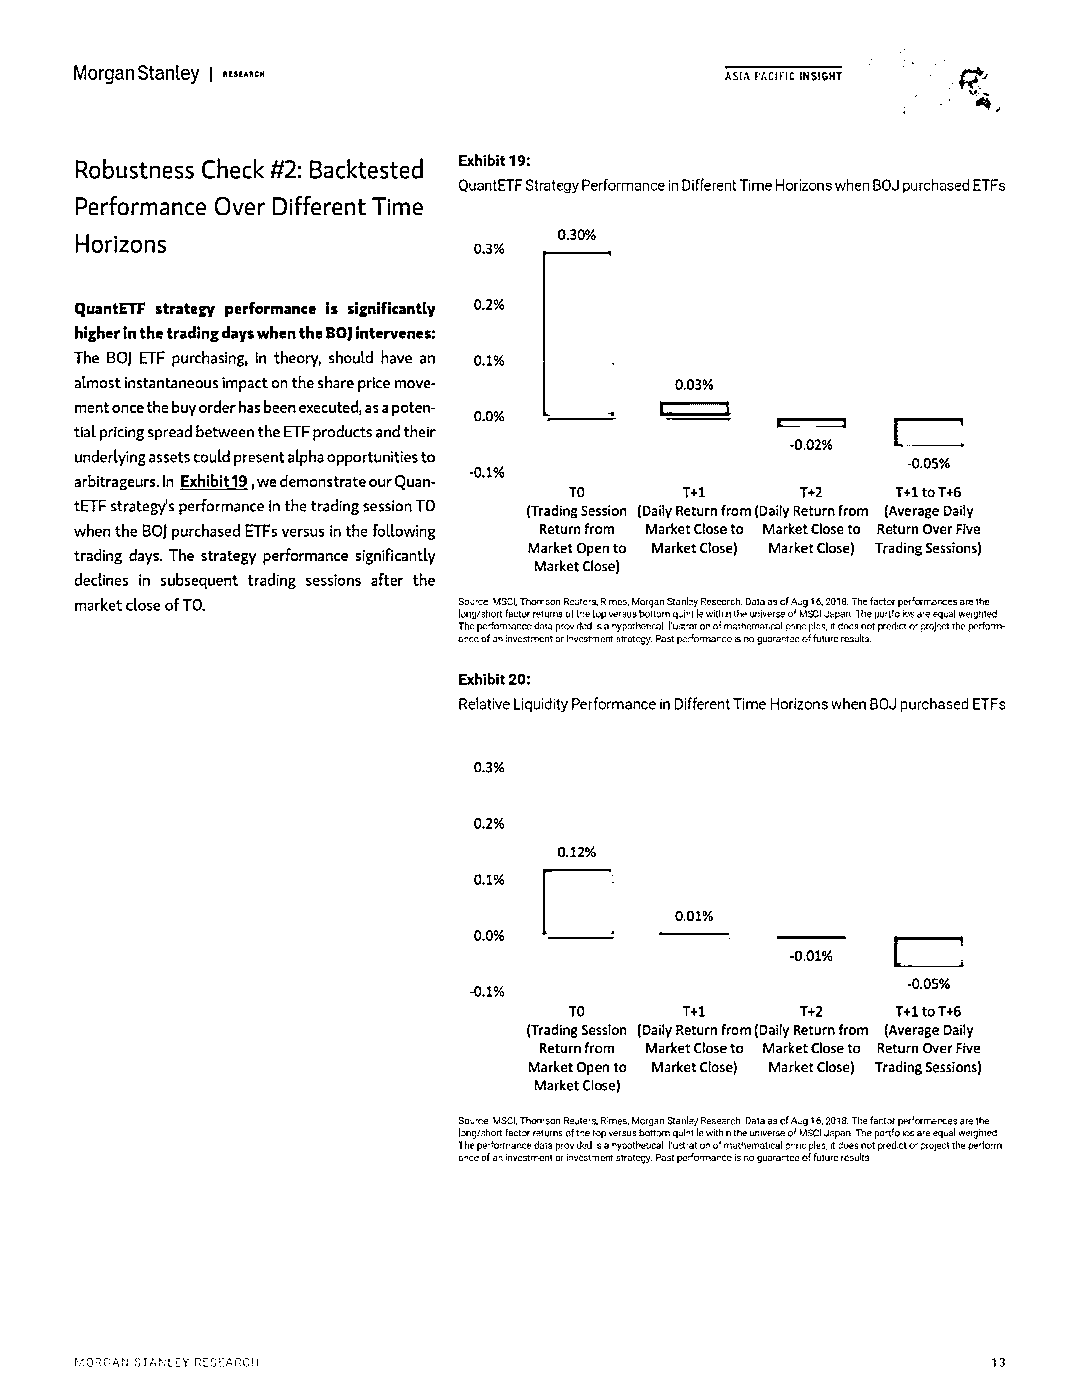 Morgan Stanley | RESEARCH
ASIA PACIFIC INSIGHT
Robustness Check #2: Backtested
Performance Over Different Time
Horizons
QuantETF strategy performance is significantly
higher in the trading days when the BOJ intervenes:
The BOJ ETF purchasing, in theory, should have an
almost instantaneous impact on the share price move-
ment once the buy order has been executed, as a poten-
tial pricing spread between the ETF products and their
underlying assets could present alpha opportunities to
arbitrageurs. In Exhibit 19 , we demonstrate our Quan-
tETF strategy's performance in the trading session T0
when the BOJ purchased ETFs versus in the following
trading days. The strategy performance significantly
declines in subsequent trading sessions after the
market close of T0.
Exhibit 19:
QuantETF Strategy Performance in Different Time Horizons when BOJ purchased ETFs
0.3%
0.2%
0.1%
0.0%
-0.1%
0.30%
0.03%
-0.02%
-0.05%
T0
(Trading Session
Return from
Market Open to
Market Close)
T+1
(Daily Return from
Market Close to
Market Close)
T+2
(Daily Return from
Market Close to
Market Close)
T+1 to T+6
(Average Daily
Return Over Five
Trading Sessions)
Source: MSCI, Thomson Reuters, Rimes, Morgan Stanley Research. Data as of Aug 16, 2018. The factor performances are the
long/short factor returns of the top versus bottom quintile within the universe of MSCI Japan. The portfolios are equal weighted.
The performance data provided is a hypothetical illustration of mathematical principles, it does not predict or project the perform-
ance of an investment or investment strategy. Past performance is no guarantee of future results.
Exhibit 20:
Relative Liquidity Performance in Different Time Horizons when BOJ purchased ETFs
0.3%
0.2%
0.1%
0.0%
-0.1%
0.12%
0.01%
-0.01%
-0.05%
T0
(Trading Session
Return from
Market Open to
Market Close)
T+1
(Daily Return from
Market Close to
Market Close)
T+2
(Daily Return from
Market Close to
Market Close)
T+1 to T+6
(Average Daily
Return Over Five
Trading Sessions)
Source: MSCI, Thomson Reuters, Rimes, Morgan Stanley Research. Data as of Aug 16, 2018. The factor performances are the
long/short factor returns of the top versus bottom quintile within the universe of MSCI Japan. The portfolios are equal weighted.
The performance data provided is a hypothetical illustration of mathematical principles, it does not predict or project the perform
ance of an investment or investment strategy. Past performance is no guarantee of future results.
MORGAN STANLEY RESEARCH
13